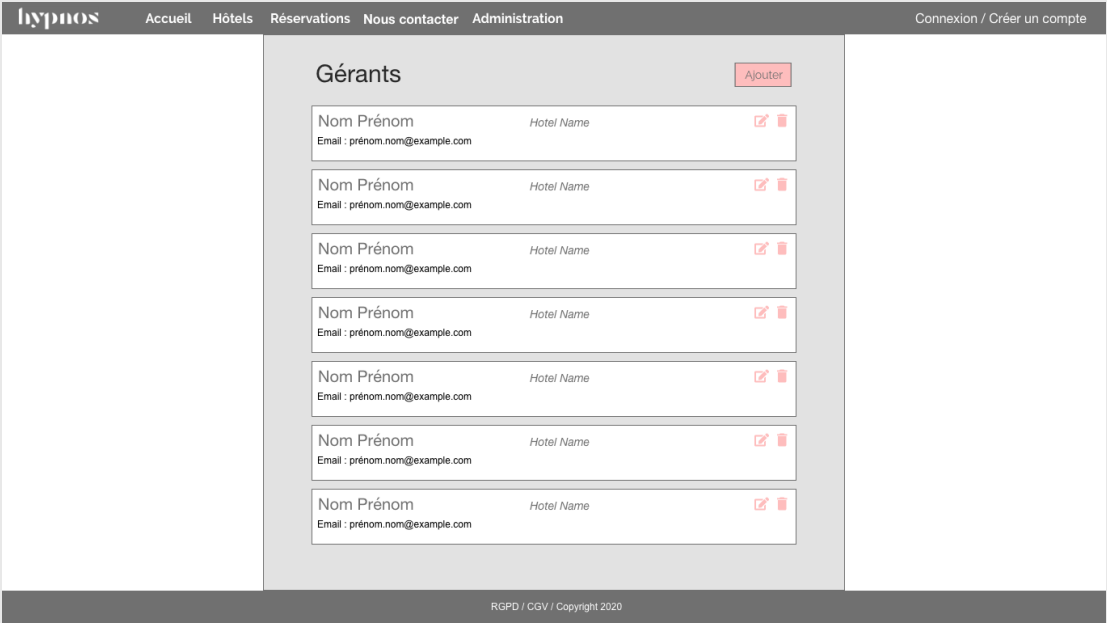 hypnos Accueil Hôtels Réservations Nous contacter Administration Connexion / Créer un compte
Gérants Ajouter
Nom Prénom Hotel Name
Email : prénom.nom@example.com
Nom Prénom Hotel Name
Email : prénom.nom@example.com
Nom Prénom Hotel Name
Email : prénom.nom@example.com
Nom Prénom Hotel Name
Email : prénom.nom@example.com
Nom Prénom Hotel Name
Email : prénom.nom@example.com
Nom Prénom Hotel Name
Email : prénom.nom@example.com
Nom Prénom Hotel Name
Email : prénom.nom@example.com
RGPD / CGV / Copyright 2020